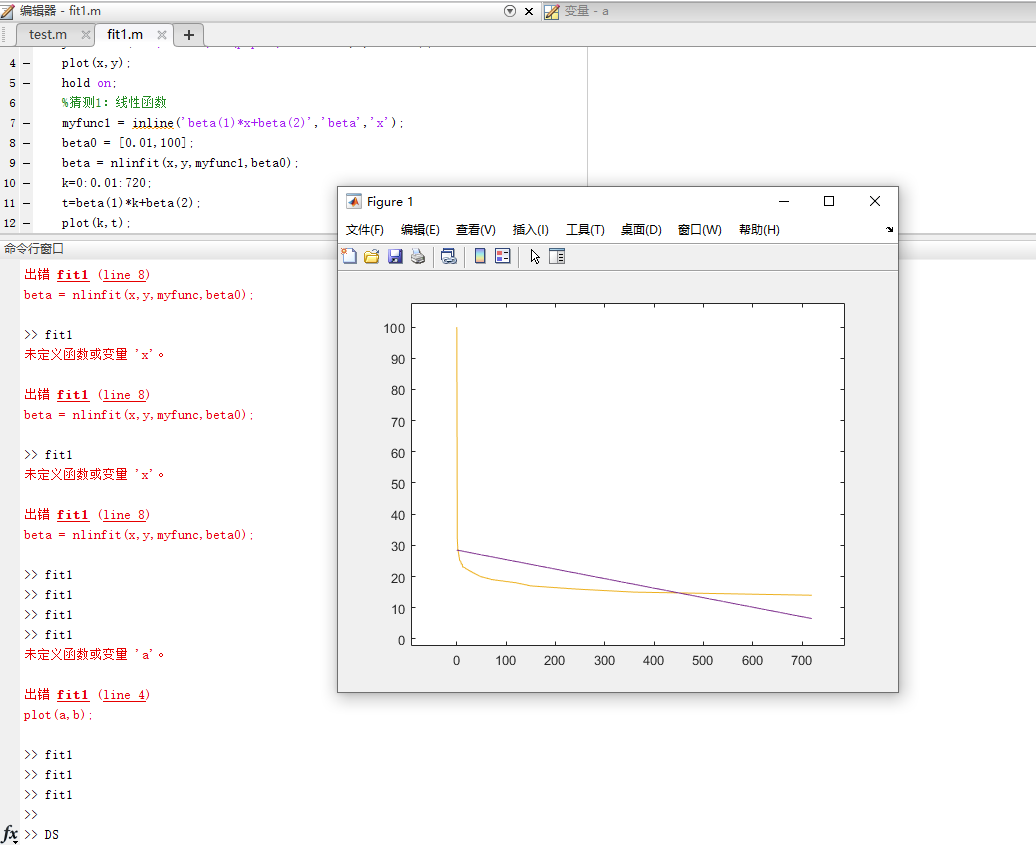 编辑器 - fit1.m
变量 - a
test.m
fit1.m
4 plot(x,y);
5 hold on;
6 %猜测1: 线性函数
7 myfunc1 = inline('beta(1)*x+beta(2)','beta','x');
8 beta0 = [0.01,100];
9 beta = nlinfit(x,y,myfunc1,beta0);
10 k=0:0.01:720;
11 t=beta(1)*k+beta(2);
12 plot(k,t);
命令行窗口
出错 fit1 (line 8)
beta = nlinfit(x,y,myfunc,beta0);
>> fit1
未定义函数或变量 'x'。
出错 fit1 (line 8)
beta = nlinfit(x,y,myfunc,beta0);
>> fit1
未定义函数或变量 'x'。
出错 fit1 (line 8)
beta = nlinfit(x,y,myfunc,beta0);
>> fit1
>> fit1
>> fit1
>> fit1
未定义函数或变量 'a'。
出错 fit1 (line 4)
plot(a,b);
>> fit1
>> fit1
>> fit1
>>
fx >> DS
Figure 1
文件(F) 编辑(E) 查看(V) 插入(I) 工具(T) 桌面(D) 窗口(W) 帮助(H)
100
90
80
70
60
50
40
30
20
10
0
0 100 200 300 400 500 600 700